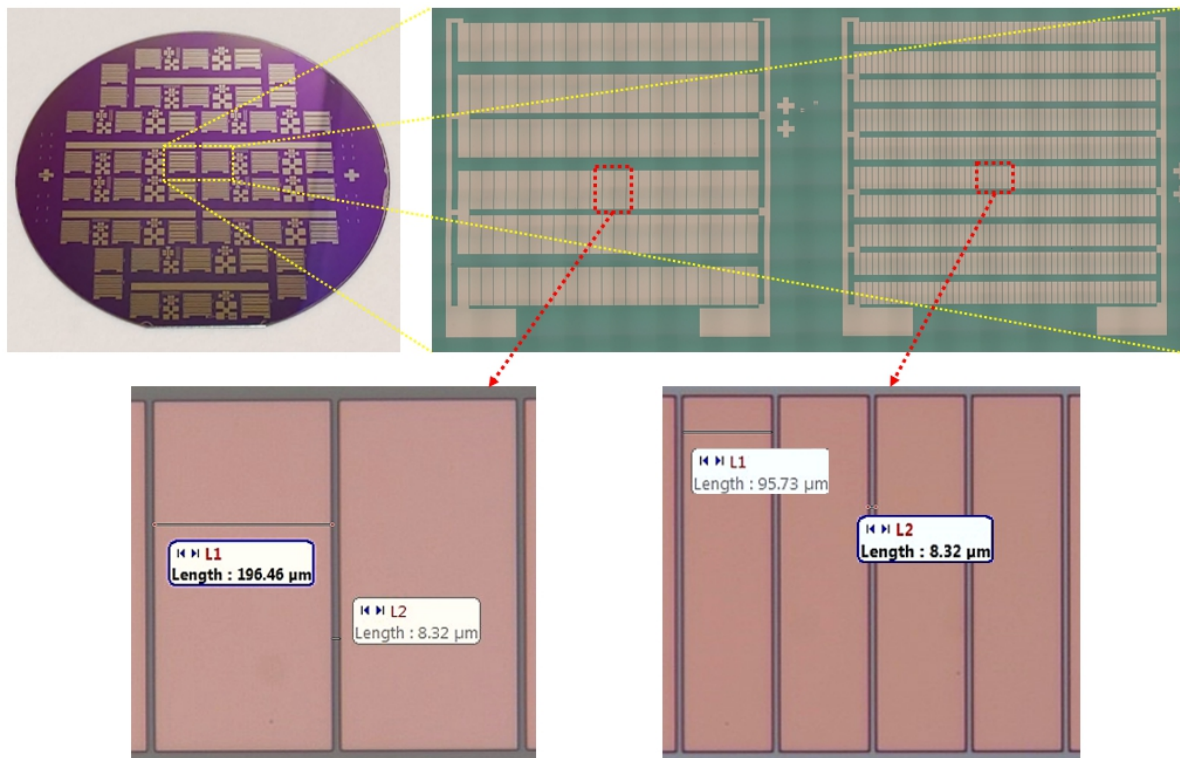 L1
Length : 196.46 µm
L2
Length : 8.32 µm
L1
Length : 95.73 µm
L2
Length : 8.32 µm